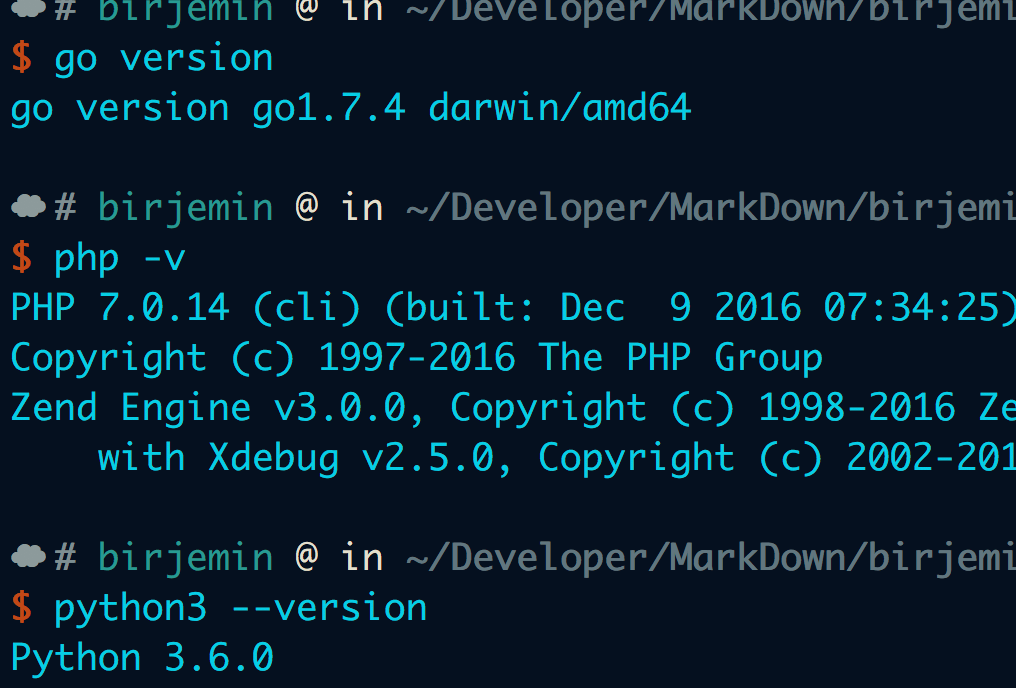 # birjemin @ in ~/Developer/MarkDown/birjemi
$ go version
go version go1.7.4 darwin/amd64
# birjemin @ in ~/Developer/MarkDown/birjemi
$ php -v
PHP 7.0.14 (cli) (built: Dec  9 2016 07:34:25)
Copyright (c) 1997-2016 The PHP Group
Zend Engine v3.0.0, Copyright (c) 1998-2016 Ze
    with Xdebug v2.5.0, Copyright (c) 2002-201
# birjemin @ in ~/Developer/MarkDown/birjemi
$ python3 --version
Python 3.6.0